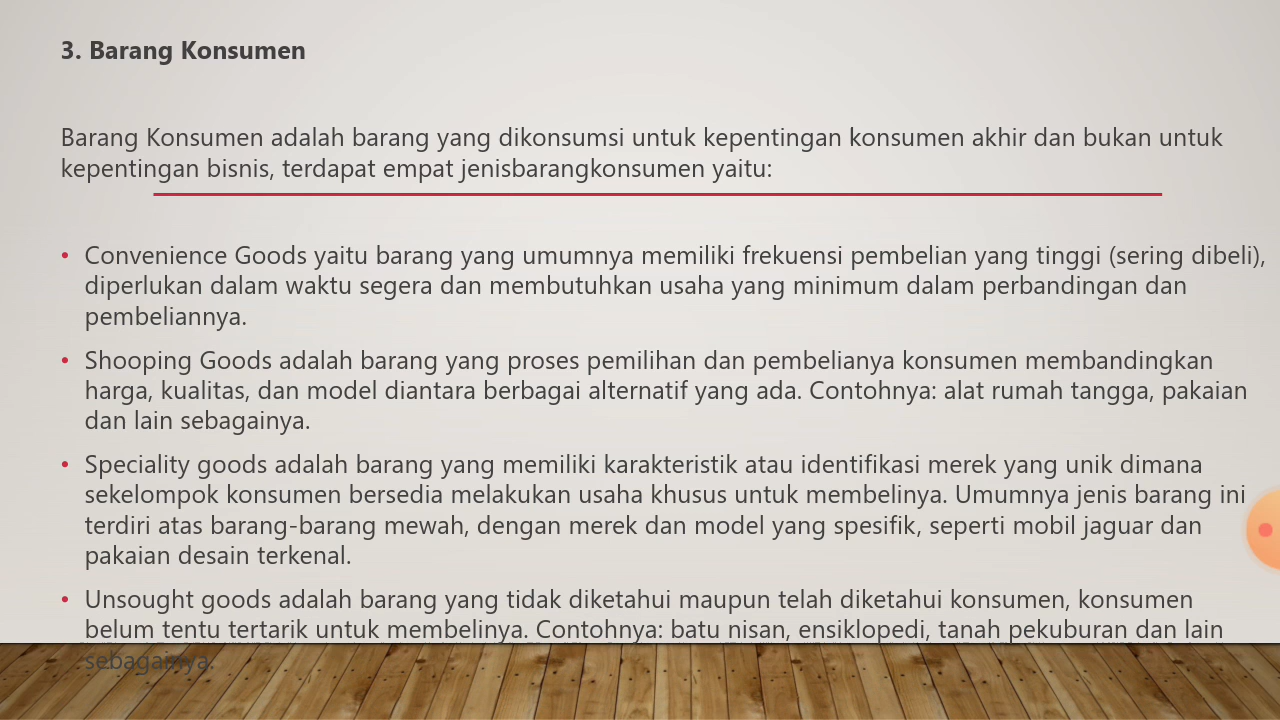 3. Barang Konsumen
Barang Konsumen adalah barang yang dikonsumsi untuk kepentingan konsumen akhir dan bukan untuk
kepentingan bisnis, terdapat empat jenisbarangkonsumen yaitu:
• Convenience Goods yaitu barang yang umumnya memiliki frekuensi pembelian yang tinggi (sering dibeli),
diperlukan dalam waktu segera dan membutuhkan usaha yang minimum dalam perbandingan dan
pembeliannya.
• Shooping Goods adalah barang yang proses pemilihan dan pembelianya konsumen membandingkan
harga, kualitas, dan model diantara berbagai alternatif yang ada. Contohnya: alat rumah tangga, pakaian
dan lain sebagainya.
• Speciality goods adalah barang yang memiliki karakteristik atau identifikasi merek yang unik dimana
sekelompok konsumen bersedia melakukan usaha khusus untuk membelinya. Umumnya jenis barang ini
terdiri atas barang-barang mewah, dengan merek dan model yang spesifik, seperti mobil jaguar dan
pakaian desain terkenal.
• Unsought goods adalah barang yang tidak diketahui maupun telah diketahui konsumen, konsumen
belum tentu tertarik untuk membelinya. Contohnya: batu nisan, ensiklopedi, tanah pekuburan dan lain
sebagainya.